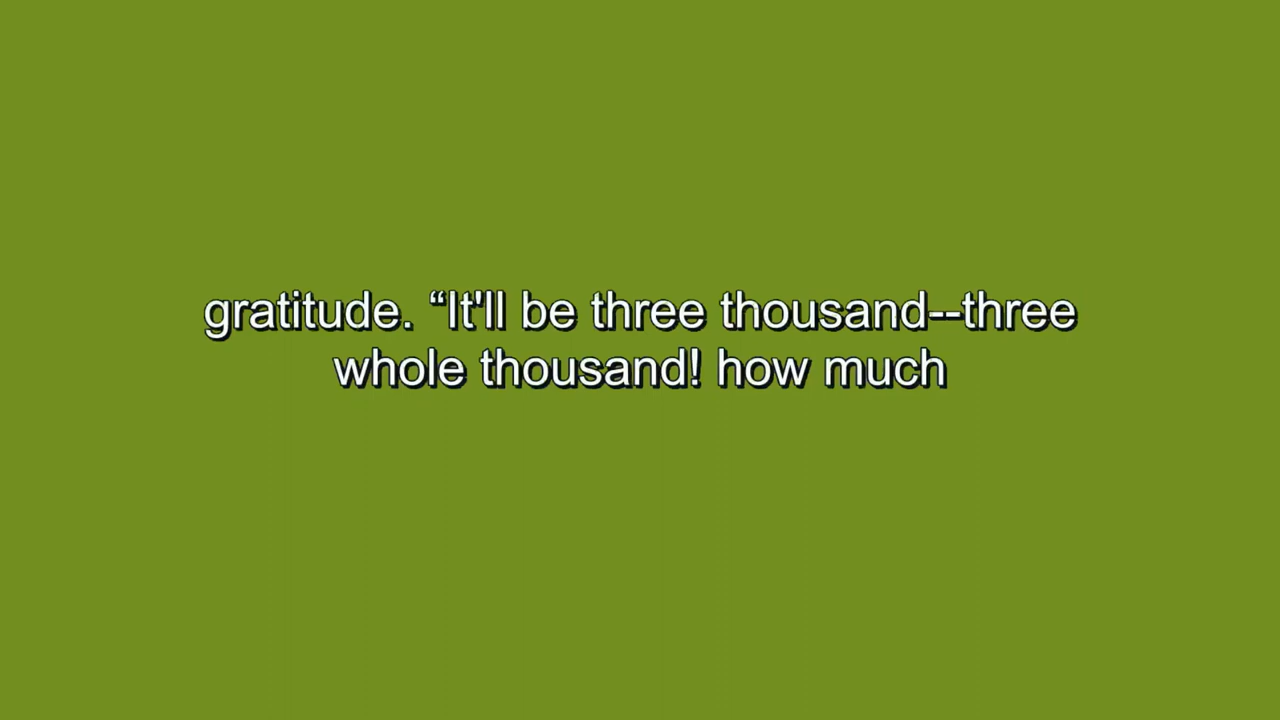 gratitude. “It'll be three thousand--three
whole thousand! how much